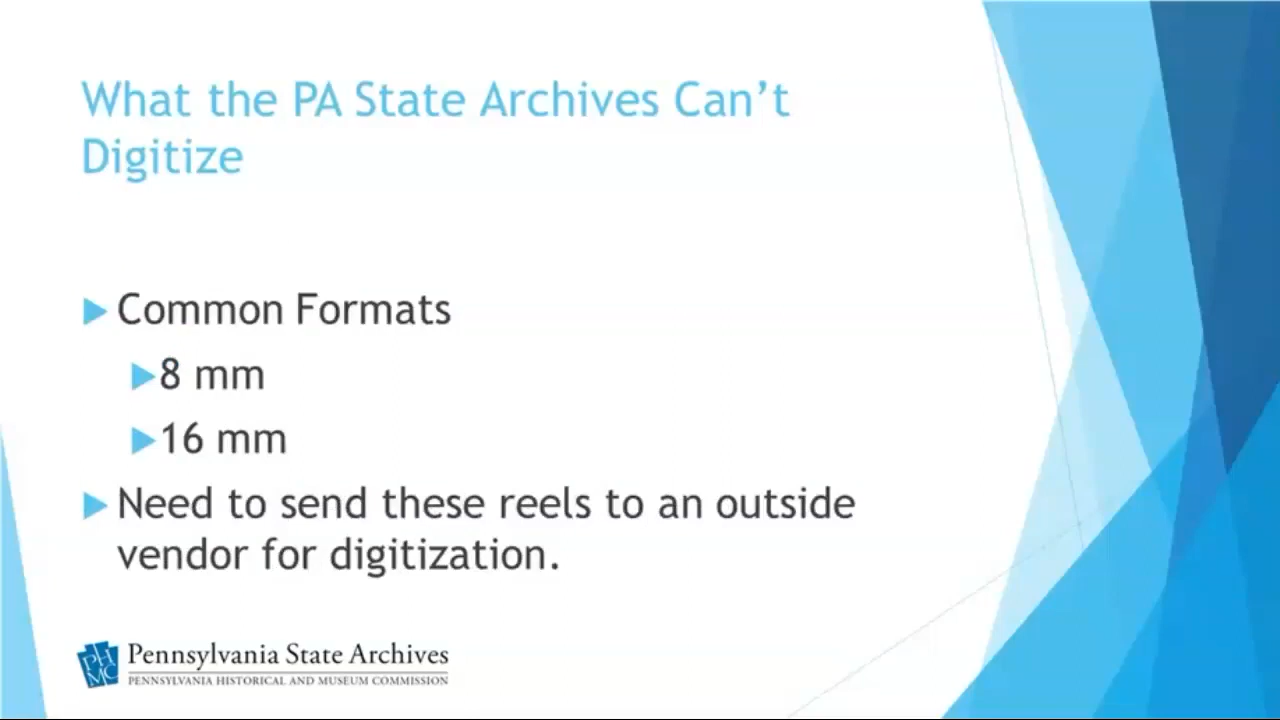 What the PA State Archives Can’t
Digitize
Common Formats
8 mm
16 mm
Need to send these reels to an outside
vendor for digitization.
PHMC
Pennsylvania State Archives
PENNSYLVANIA HISTORICAL AND MUSEUM COMMISSION